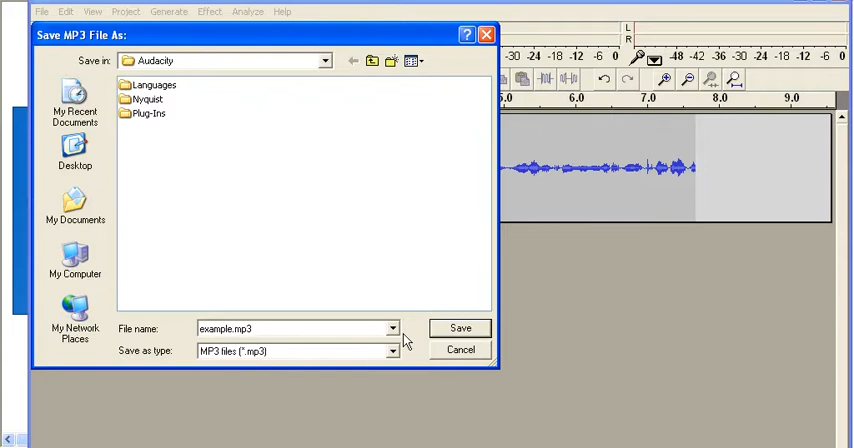 File Edit View Project Generate Effect Analyze Help
Save MP3 File As:
L
R
-30 -24 -18 -12 -6 0
-48 -42 -36 -30 -24 -18 -12 -6 0
Save in: Audacity
5.0 6.0 7.0 8.0 9.0
Languages
Nyquist
Plug-Ins
My Recent
Documents
Desktop
My Documents
My Computer
My Network
Places
File name: example.mp3
Save
Save as type: MP3 files (*.mp3)
Cancel